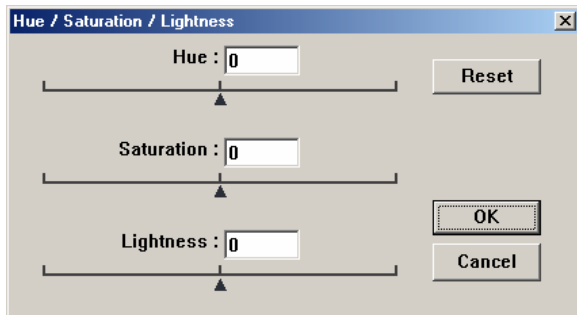 Hue / Saturation / Lightness
Hue : 0
Reset
Saturation : 0
OK
Lightness : 0
Cancel